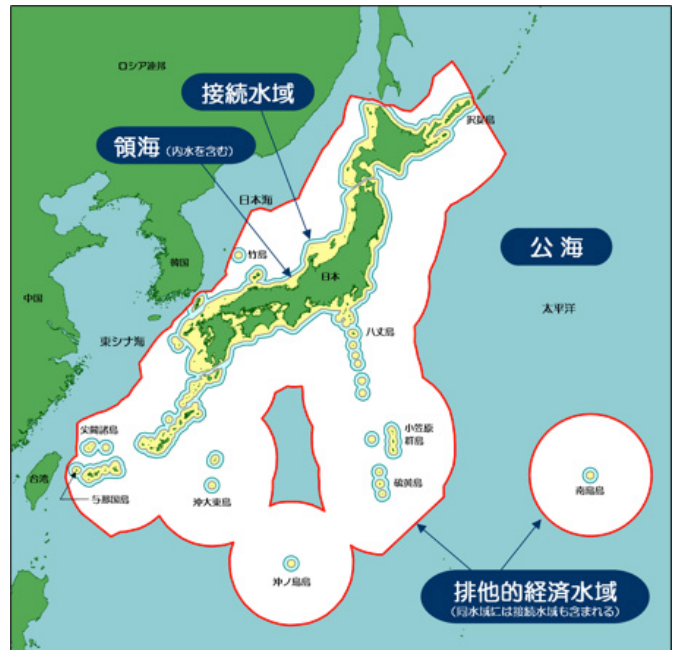 ロシア連邦
接続水域
択捉島
領海 (内水を含む)
日本海
竹島
韓国
日本
公海
中国
太平洋
東シナ海
八丈島
尖閣諸島
小笠原
群島
台湾
硫黄島
与那国島
沖大東島
南鳥島
沖ノ鳥島
排他的経済水域
(同水域には接続水域も含まれる)